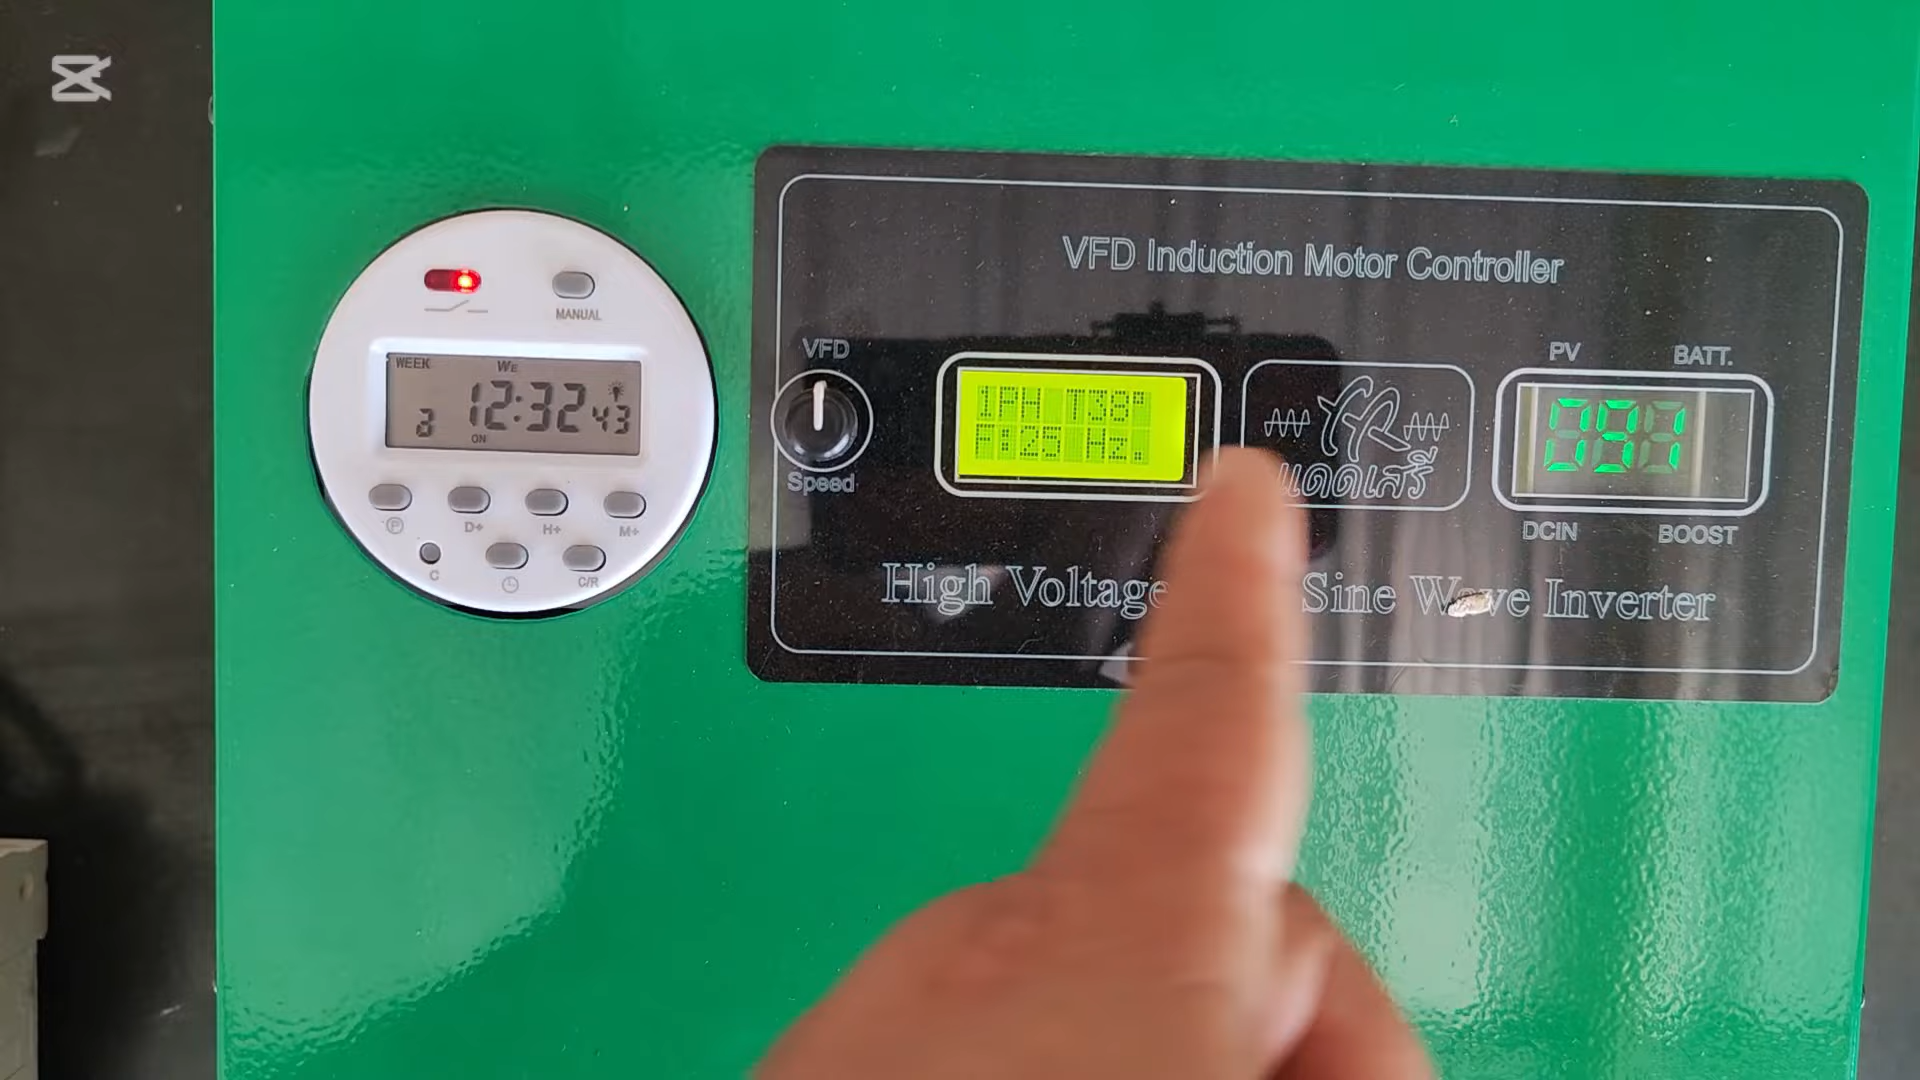 VFD Induction Motor Controller
MANUAL
WEEK
WE
12:32 43
ON
P
D+
H+
M+
C
C/R
VFD
Speed
1PH T38°
F:25 Hz.
แดดเสรี
PV
BATT.
DCIN
BOOST
High Voltage
Sine Wave Inverter